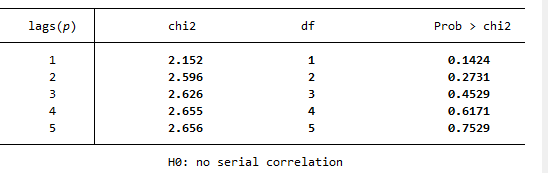 lags(p) chi2 df Prob > chi2
1 2.152 1 0.1424
2 2.596 2 0.2731
3 2.626 3 0.4529
4 2.655 4 0.6171
5 2.656 5 0.7529
H0: no serial correlation